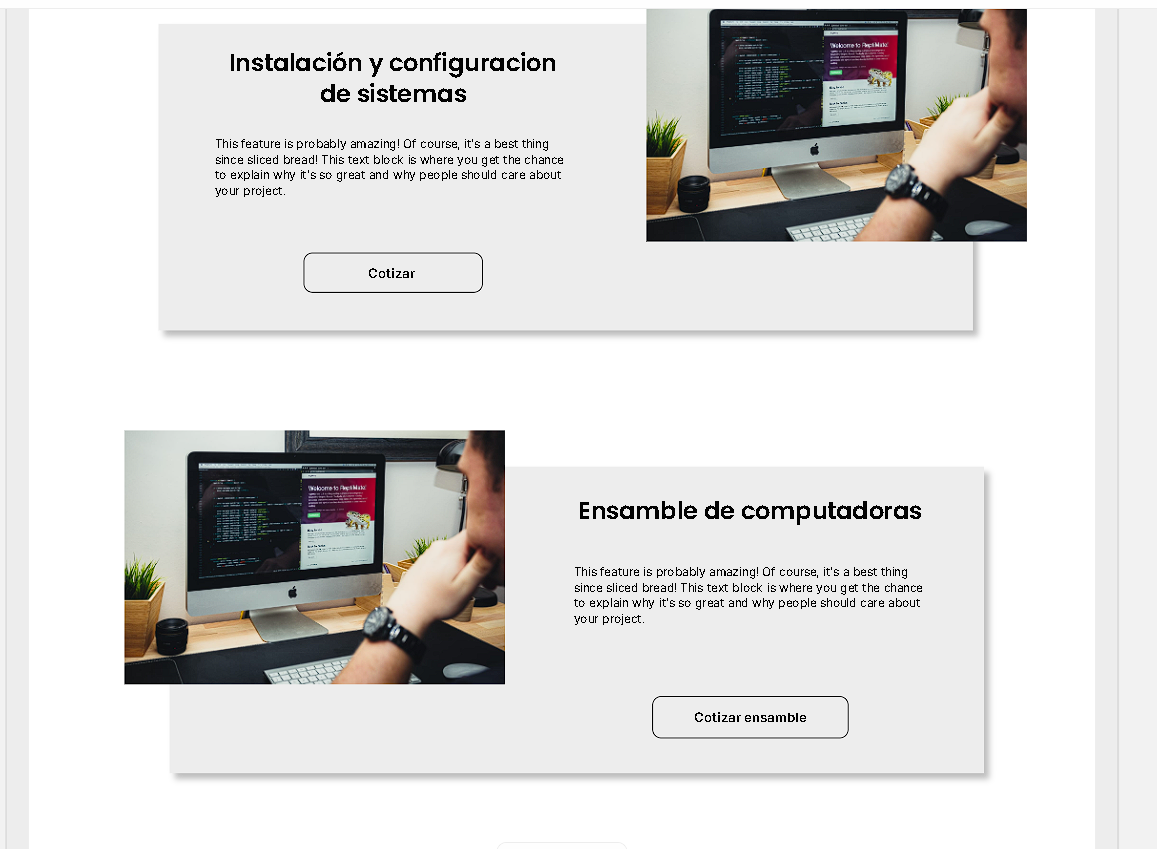 Instalación y configuracion
de sistemas
This feature is probably amazing! Of course, it's a best thing
since sliced bread! This text block is where you get the chance
to explain why it's so great and why people should care about
your project.
Cotizar
Welcome to ReptiMate!
Welcome to ReptiMate!
Ensamble de computadoras
This feature is probably amazing! Of course, it's a best thing
since sliced bread! This text block is where you get the chance
to explain why it's so great and why people should care about
your project.
Cotizar ensamble